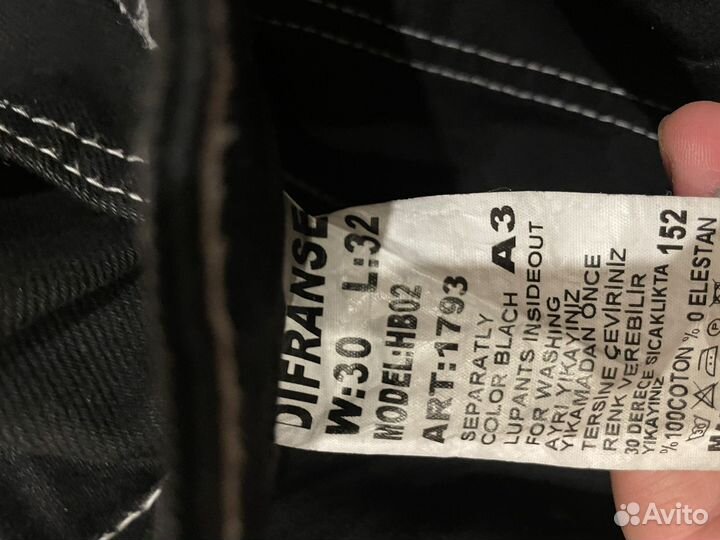 DIFRANSE
W:30 L:32
MODEL:HB02
ART:1793
SEPARATLY
COLOR BLACH A3
LUPANTS INSIDEOUT
FOR WASHING
AYRI YIKAYINIZ
YIKAMADAN ÖNCE
TERSİNE ÇEVİRİNİZ
RENK VEREBİLİR
30 DERECE SICAKLIKTA 152
YIKAYINIZ
%100COTON % 0 ELESTAN
30
Avito